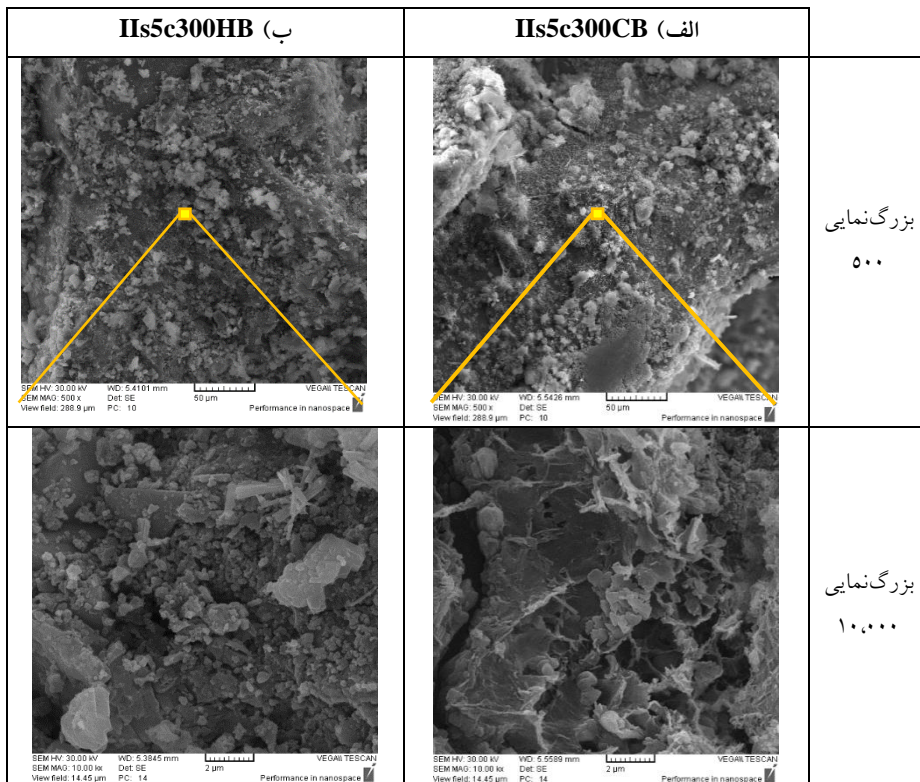 الف) IIs5c300CB
ب) IIs5c300HB
بزرگ‌نمایی
۵۰۰
SEM HV: 30.00 kV WD: 5.5426 mm VEGA\\ TESCAN
SEM MAG: 500 x Det: SE 50 µm
View field: 288.9 µm PC: 10 Performance in nanospace
SEM HV: 30.00 kV WD: 5.4101 mm VEGA\\ TESCAN
SEM MAG: 500 x Det: SE 50 µm
View field: 288.9 µm PC: 10 Performance in nanospace
بزرگ‌نمایی
۱۰،۰۰۰
SEM HV: 30.00 kV WD: 5.5589 mm VEGA\\ TESCAN
SEM MAG: 10.00 kx Det: SE 2 µm
View field: 14.45 µm PC: 14 Performance in nanospace
SEM HV: 30.00 kV WD: 5.3845 mm VEGA\\ TESCAN
SEM MAG: 10.00 kx Det: SE 2 µm
View field: 14.45 µm PC: 14 Performance in nanospace